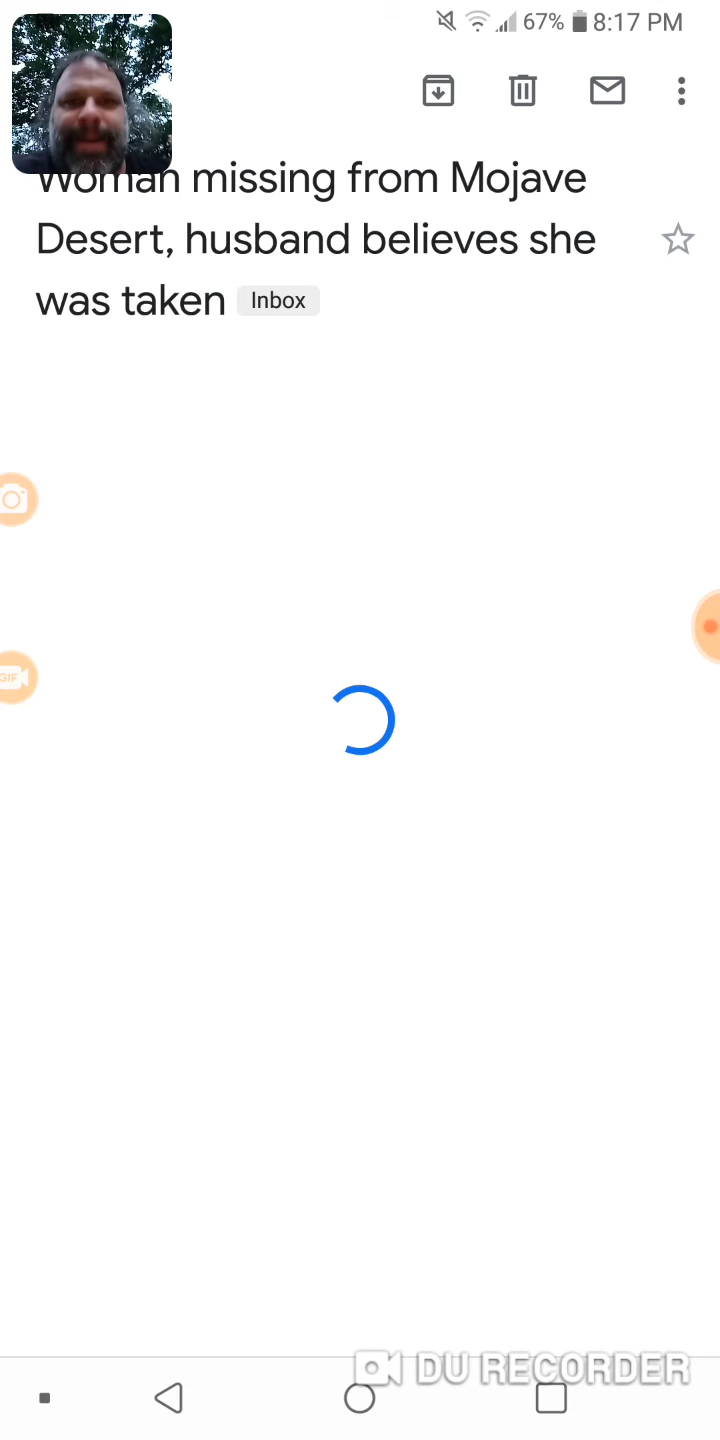 67% 8:17 PM
Woman missing from Mojave
Desert, husband believes she
was taken Inbox
GIF
DU RECORDER